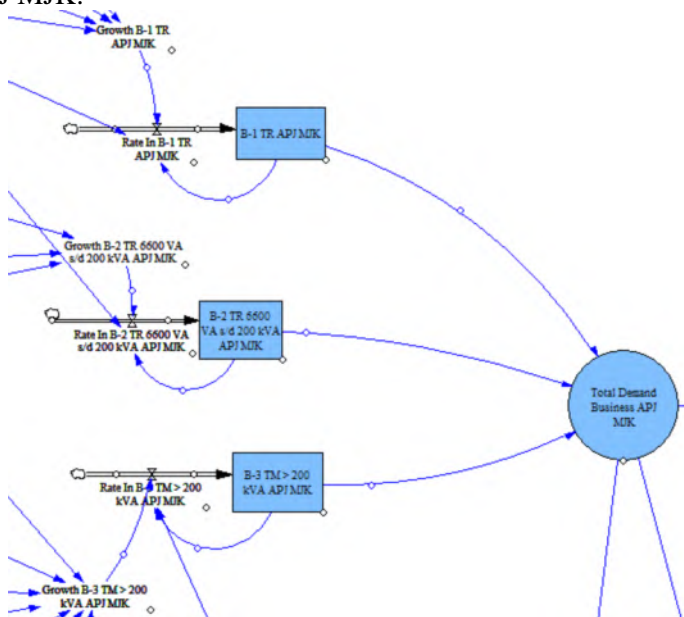 J MJK.
Growth B-1 TR
APJ MJK
B-1 TR APJ MJK
Rate In B-1 TR
APJ MJK
Growth B-2 TR 6600 VA
s/d 200 kVA APJ MJK
B-2 TR 6600
VA s/d 200 kVA
APJ MJK
Rate In B-2 TR 6600 VA
s/d 200 kVA APJ MJK
Total Demand
Business APJ
MJK
B-3 TM > 200
kVA APJ MJK
Rate In TM > 200
kVA APJ MJK
Growth B-3 TM > 200
kVA APJ MJK